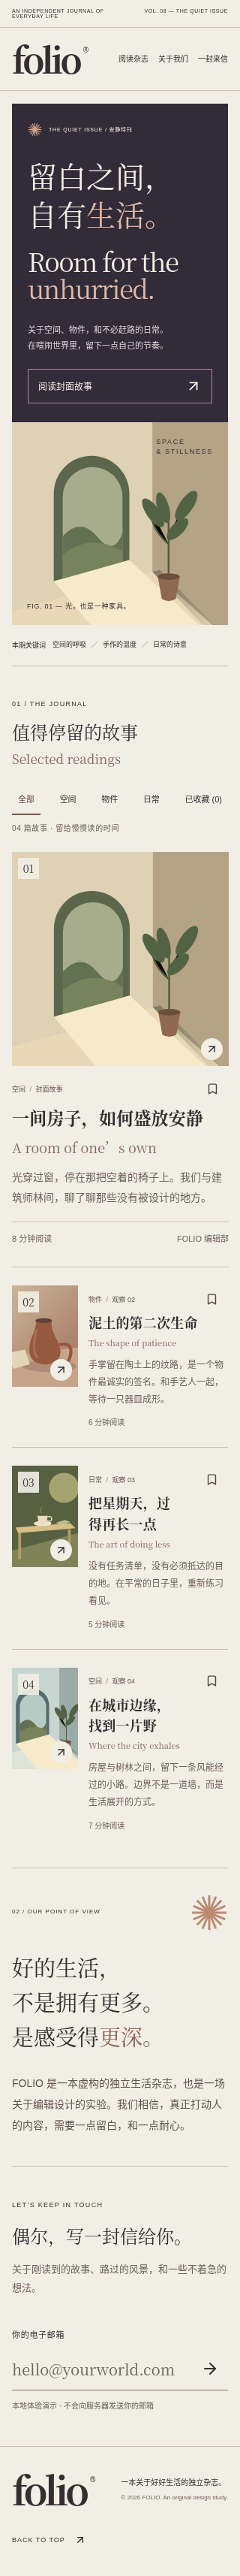 AN INDEPENDENT JOURNAL OF
EVERYDAY LIFE
VOL. 08 — THE QUIET ISSUE
folio®
阅读杂志 关于我们 一封来信
THE QUIET ISSUE / 安静特刊
留白之间，
自有生活。
Room for the
unhurried.
关于空间、物件，和不必赶路的日常。
在喧闹世界里，留下一点自己的节奏。
阅读封面故事
SPACE
& STILLNESS
FIG. 01 — 光，也是一种家具。
本期关键词 空间的呼吸 ／ 手作的温度 ／ 日常的诗意
01 / THE JOURNAL
值得停留的故事
Selected readings
全部 空间 物件 日常 已收藏 (0)
04 篇故事 · 留给慢慢读的时间
01
空间 / 封面故事
一间房子，如何盛放安静
A room of one’s own
光穿过窗，停在那把空着的椅子上。我们与建
筑师林间，聊了聊那些没有被设计的地方。
8 分钟阅读
FOLIO 编辑部
02
物件 / 观察 02
泥土的第二次生命
The shape of patience
手掌留在陶土上的纹路，是一个物
件最诚实的签名。和手艺人一起，
等待一只器皿成形。
6 分钟阅读
03
日常 / 观察 03
把星期天，过
得再长一点
The art of doing less
没有任务清单，没有必须抵达的目
的地。在平常的日子里，重新练习
看见。
5 分钟阅读
04
空间 / 观察 04
在城市边缘，
找到一片野
Where the city exhales
房屋与树林之间，留下一条风能经
过的小路。边界不是一道墙，而是
生活展开的方式。
7 分钟阅读
02 / OUR POINT OF VIEW
好的生活，
不是拥有更多。
是感受得更深。
FOLIO 是一本虚构的独立生活杂志，也是一场
关于编辑设计的实验。我们相信，真正打动人
的内容，需要一点留白，和一点耐心。
LET'S KEEP IN TOUCH
偶尔，写一封信给你。
关于刚读到的故事、路过的风景，和一些不着急的
想法。
你的电子邮箱
hello@yourworld.com
本地体验演示 · 不会向服务器发送你的邮箱
folio®
一本关于好好生活的独立杂志。
© 2026 FOLIO. An original design study.
BACK TO TOP